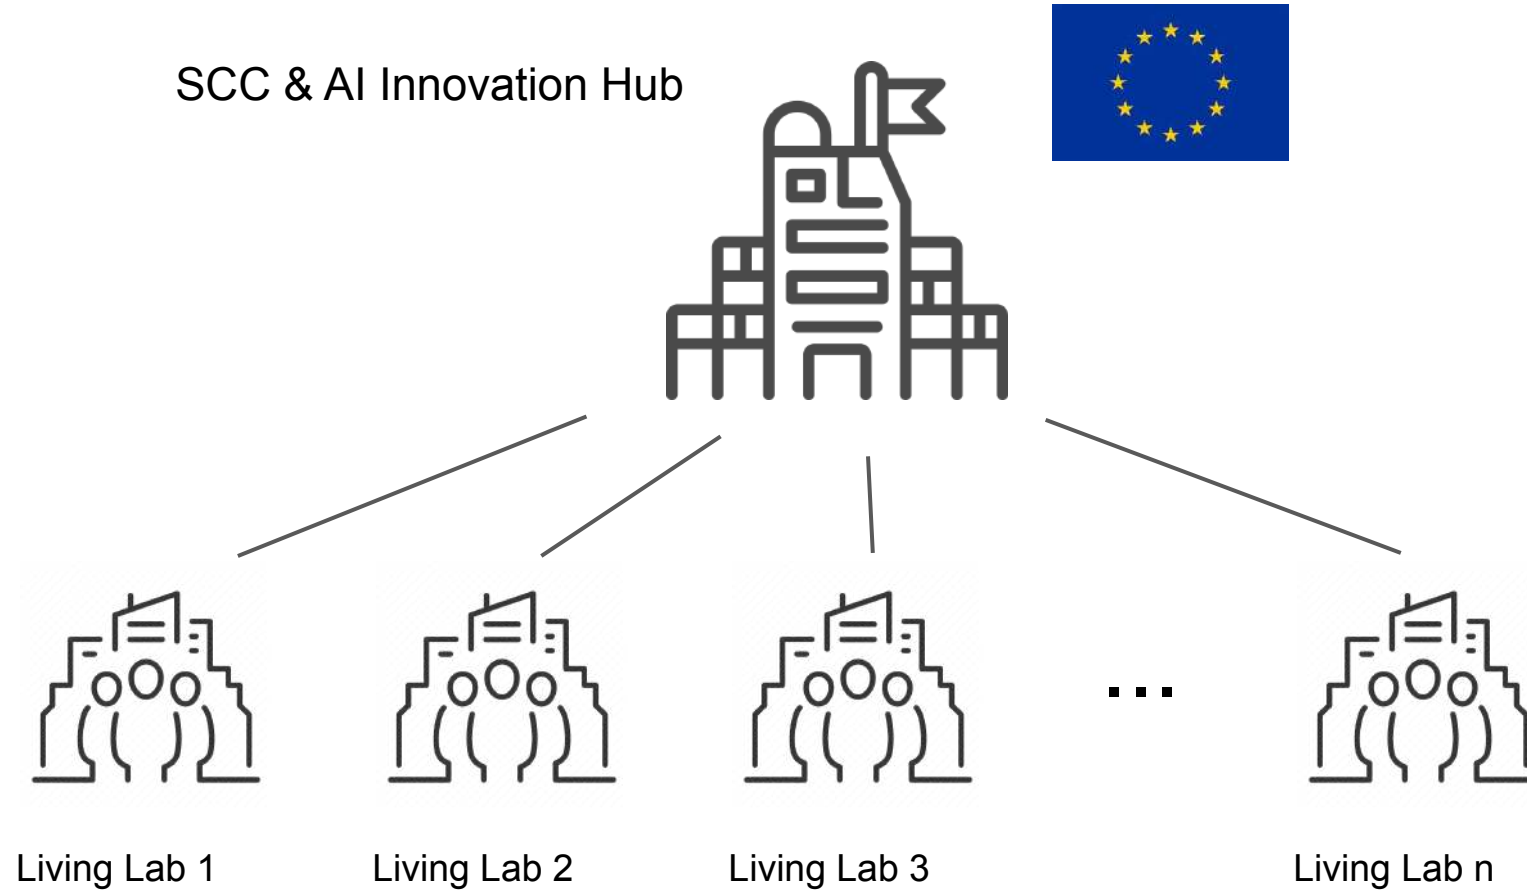 SCC & AI Innovation Hub
...
Living Lab 1
Living Lab 2
Living Lab 3
Living Lab n